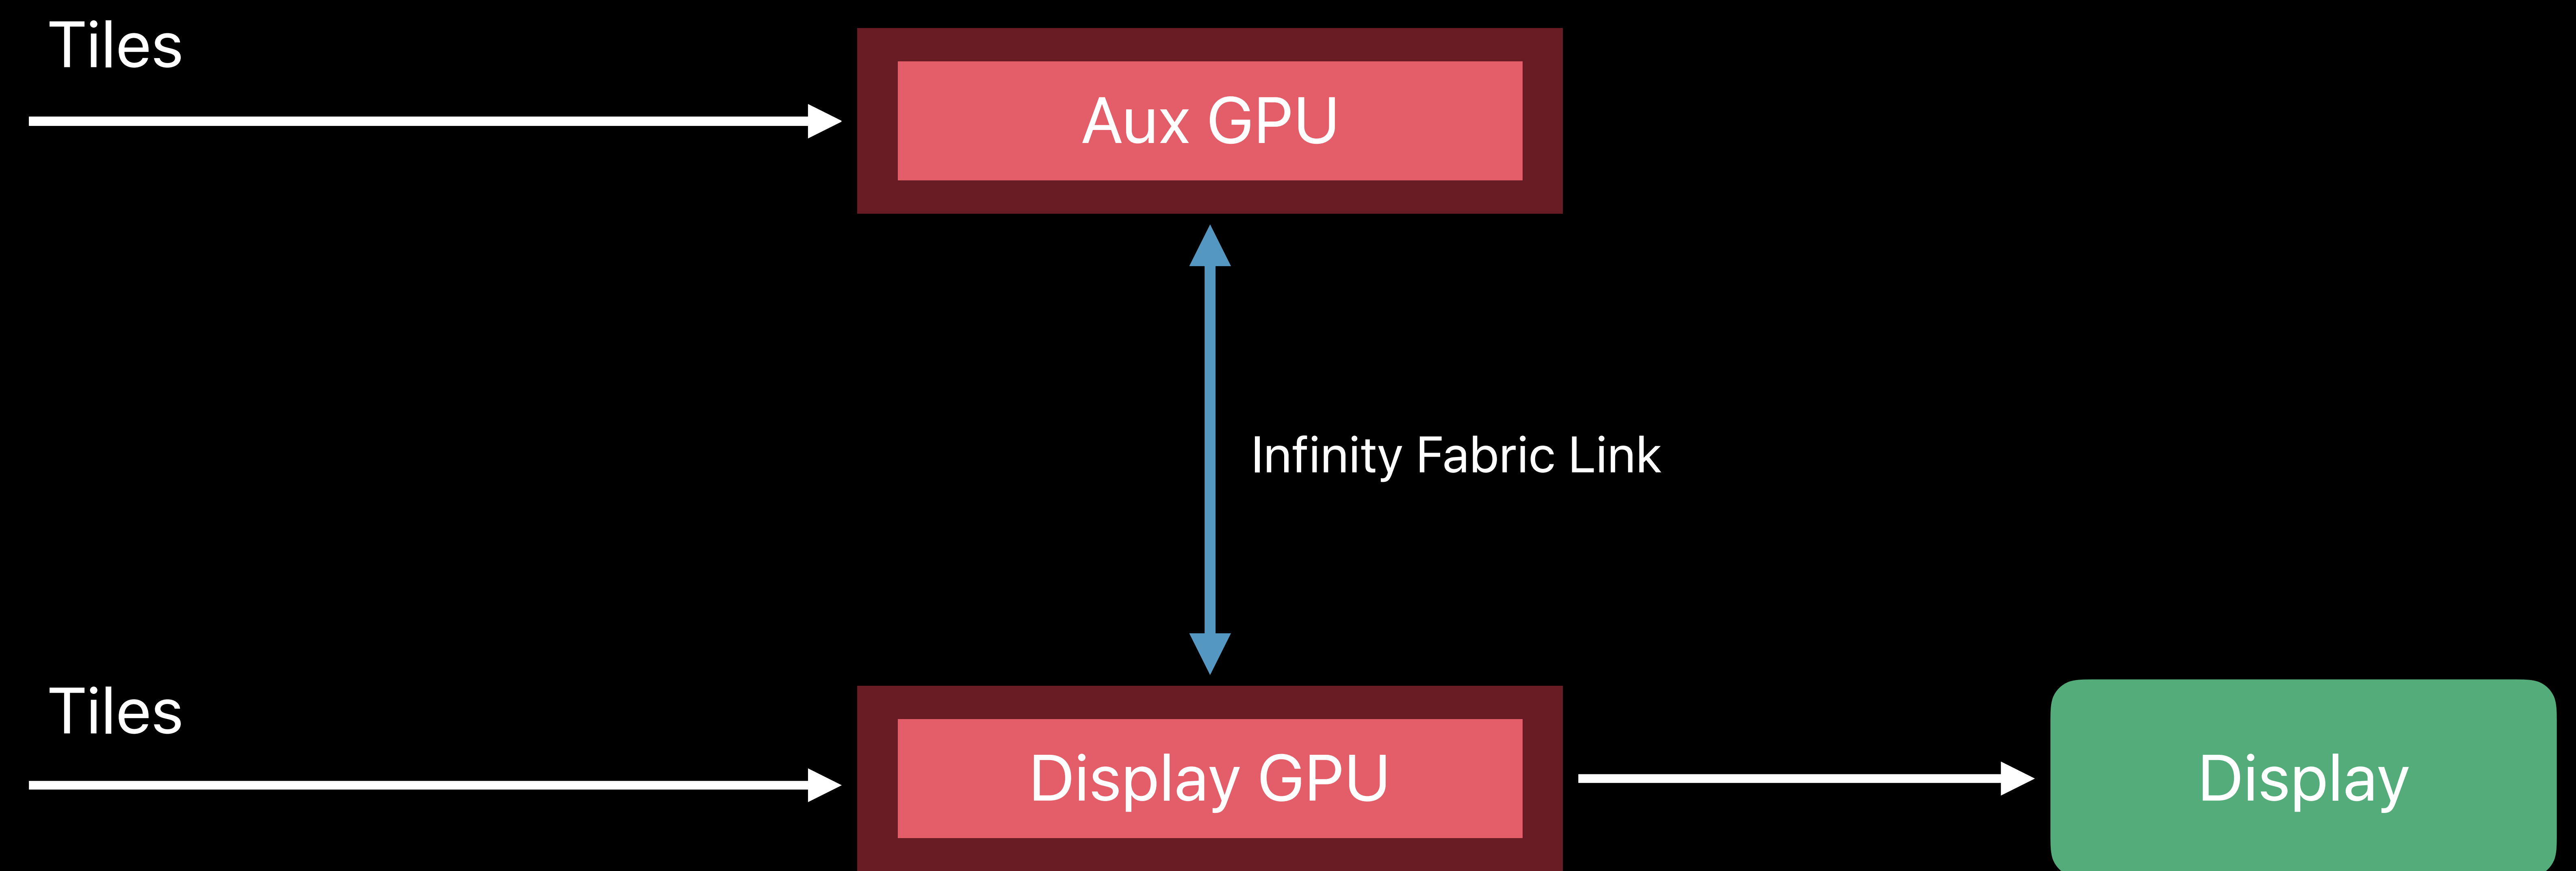 Tiles
Aux GPU
Infinity Fabric Link
Tiles
Display GPU
Display